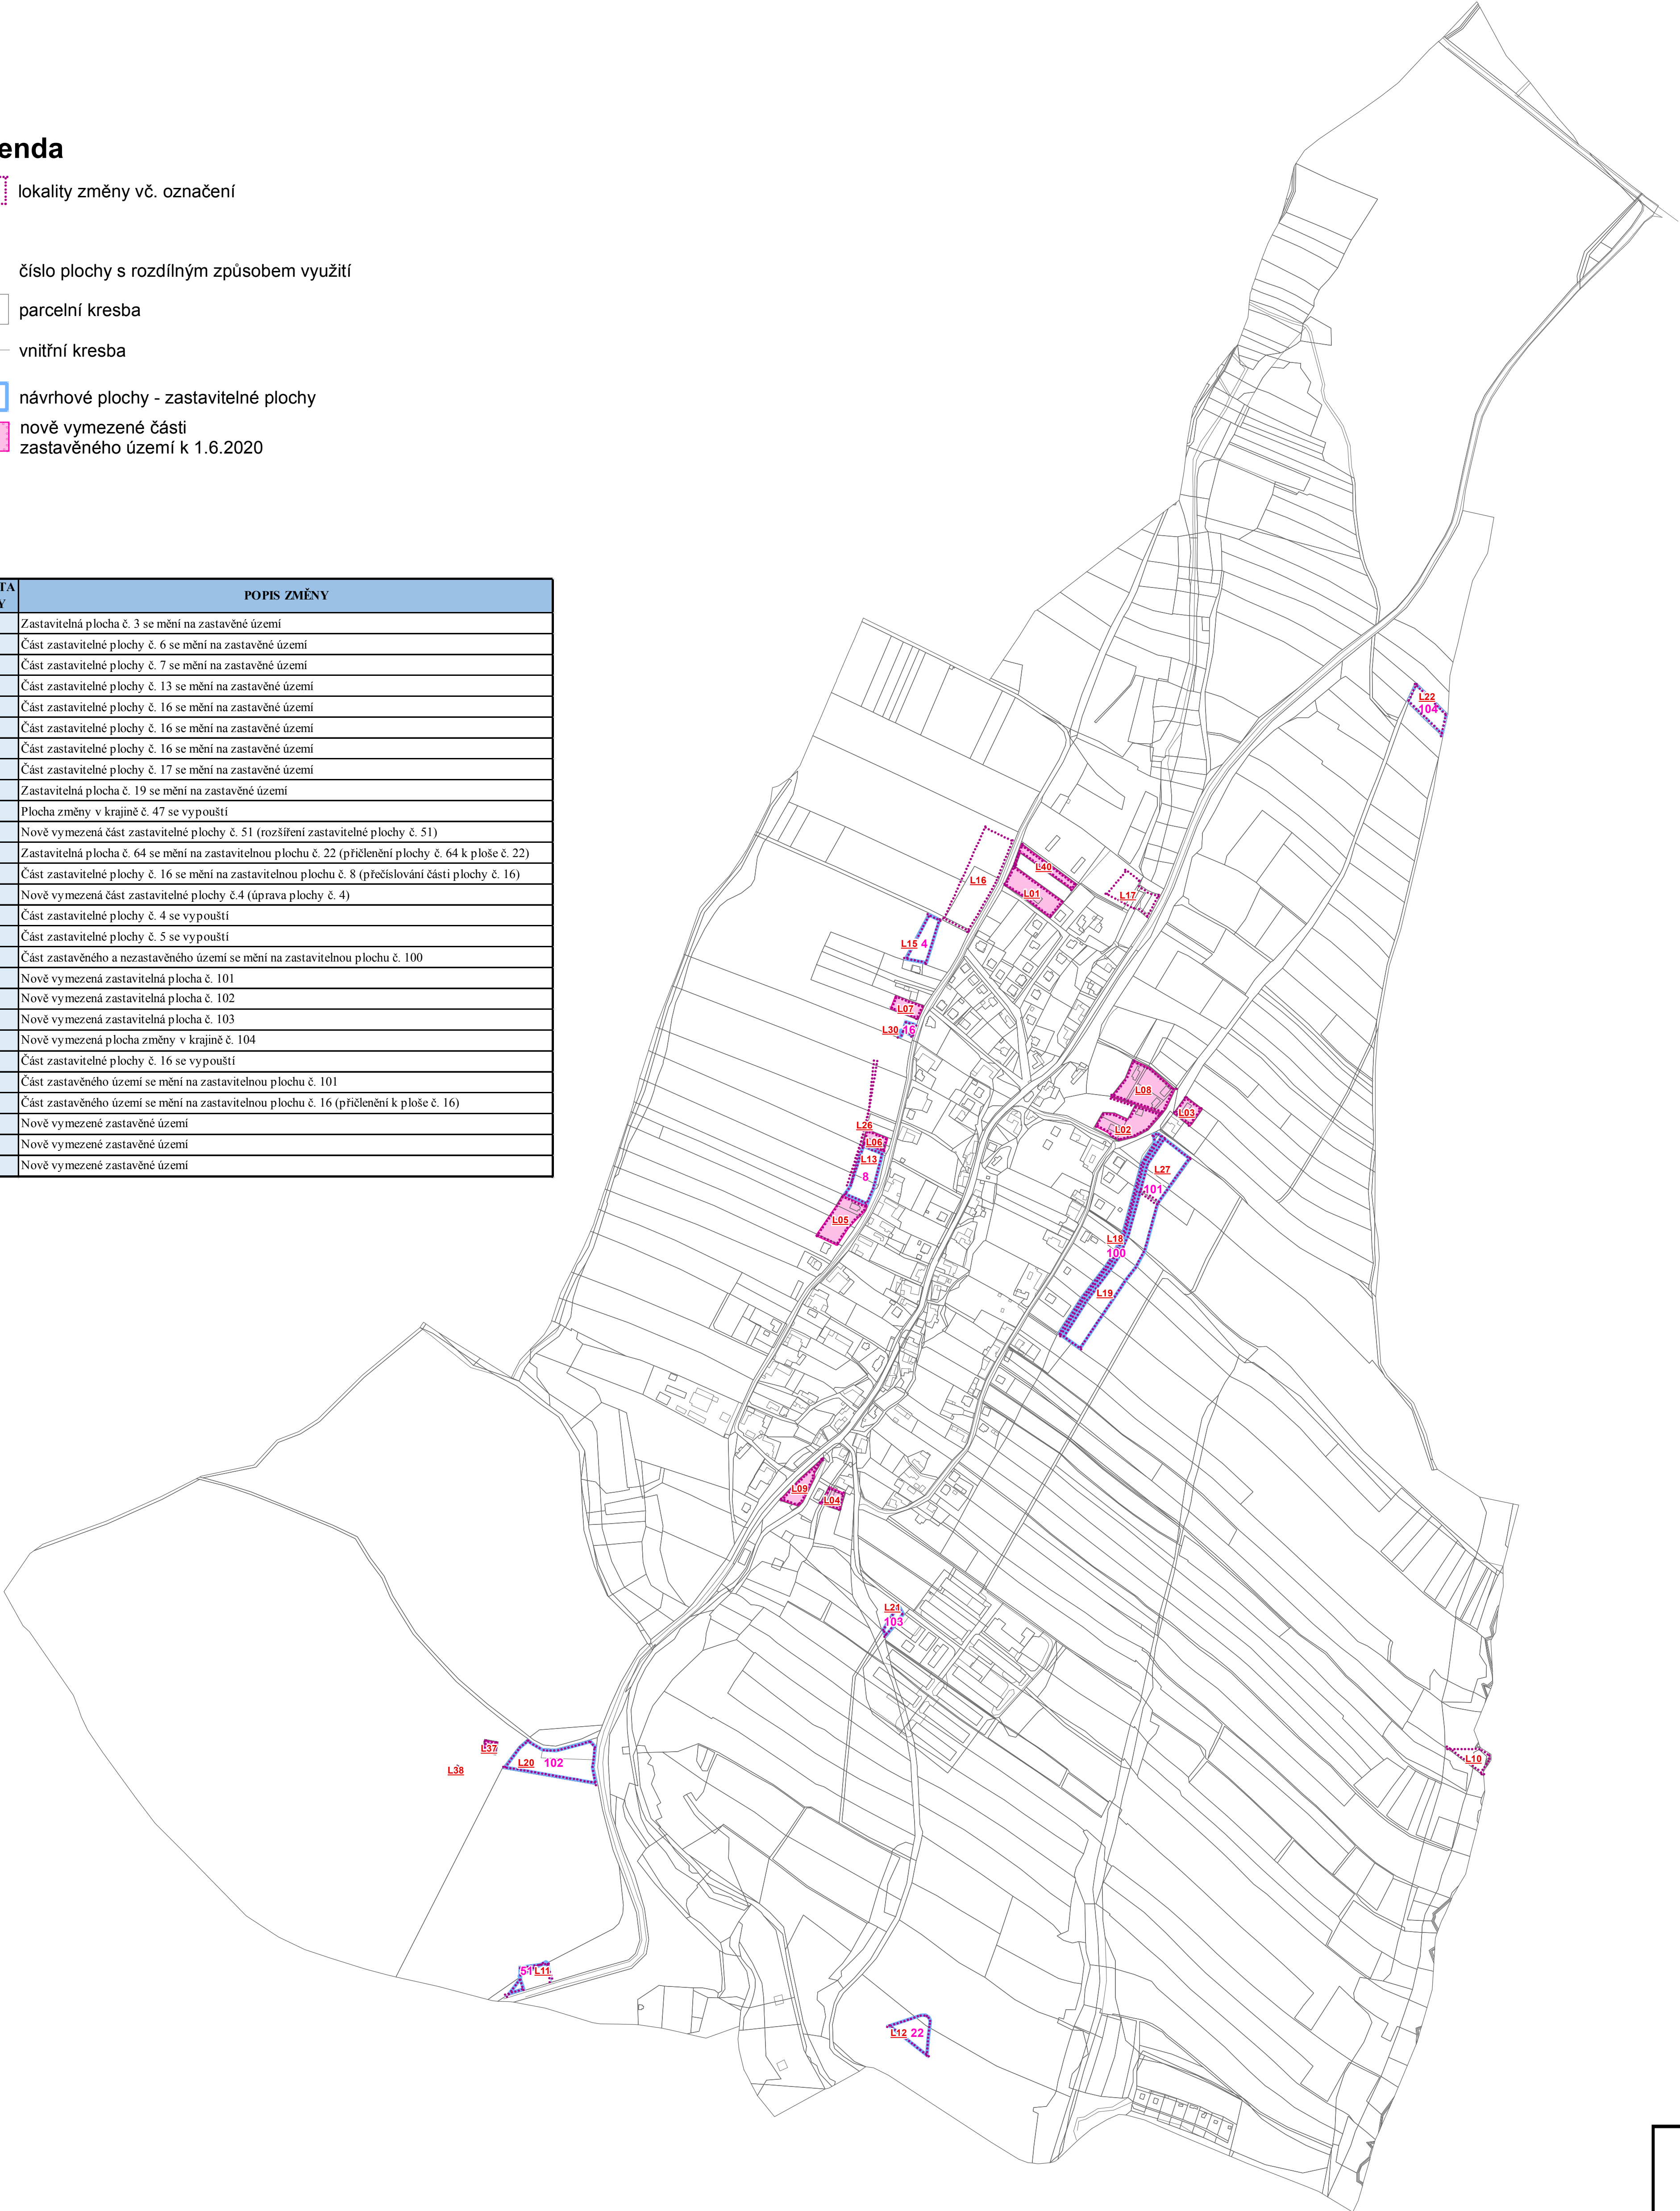 enda
lokality změny vč. označení
číslo plochy s rozdílným způsobem využití
parcelní kresba
vnitřní kresba
návrhové plochy - zastavitelné plochy
nově vymezené části
zastavěného území k 1.6.2020
TA
Y
POPIS ZMĚNY
Zastavitelná plocha č. 3 se mění na zastavěné území
Část zastavitelné plochy č. 6 se mění na zastavěné území
Část zastavitelné plochy č. 7 se mění na zastavěné území
Část zastavitelné plochy č. 13 se mění na zastavěné území
Část zastavitelné plochy č. 16 se mění na zastavěné území
Část zastavitelné plochy č. 16 se mění na zastavěné území
Část zastavitelné plochy č. 16 se mění na zastavěné území
Část zastavitelné plochy č. 17 se mění na zastavěné území
Zastavitelná plocha č. 19 se mění na zastavěné území
Plocha změny v krajině č. 47 se vypouští
Nově vymezená část zastavitelné plochy č. 51 (rozšíření zastavitelné plochy č. 51)
Zastavitelná plocha č. 64 se mění na zastavitelnou plochu č. 22 (přičlenění plochy č. 64 k ploše č. 22)
Část zastavitelné plochy č. 16 se mění na zastavitelnou plochu č. 8 (přečíslování části plochy č. 16)
Nově vymezená část zastavitelné plochy č.4 (úprava plochy č. 4)
Část zastavitelné plochy č. 4 se vypouští
Část zastavitelné plochy č. 5 se vypouští
Část zastavěného a nezastavěného území se mění na zastavitelnou plochu č. 100
Nově vymezená zastavitelná plocha č. 101
Nově vymezená zastavitelná plocha č. 102
Nově vymezená zastavitelná plocha č. 103
Nově vymezená plocha změny v krajině č. 104
Část zastavitelné plochy č. 16 se vypouští
Část zastavěného území se mění na zastavitelnou plochu č. 101
Část zastavěného území se mění na zastavitelnou plochu č. 16 (přičlenění k ploše č. 16)
Nově vymezené zastavěné území
Nově vymezené zastavěné území
Nově vymezené zastavěné území
L22
104
L40
L16
L01
L17
L15 4
L07
L30 16
L08
L03
L02
L26
L06
L13
8
L27
101
L05
L18
100
L19
L09
L04
L21
103
L37
L20 102
L38
L10
51 L11
L12 22